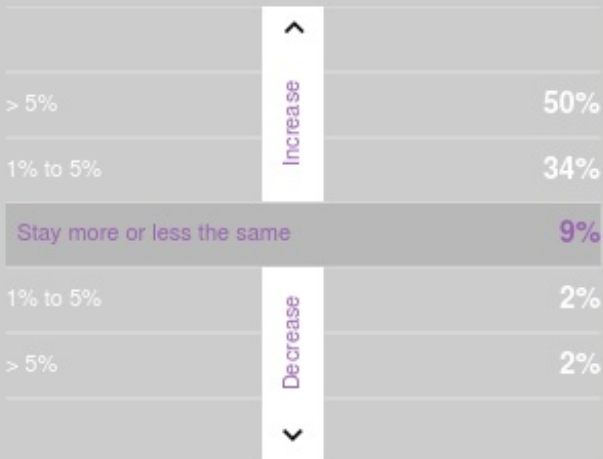 > 5% 50%
Increase
1% to 5% 34%
Stay more or less the same 9%
1% to 5% 2%
Decrease
> 5% 2%